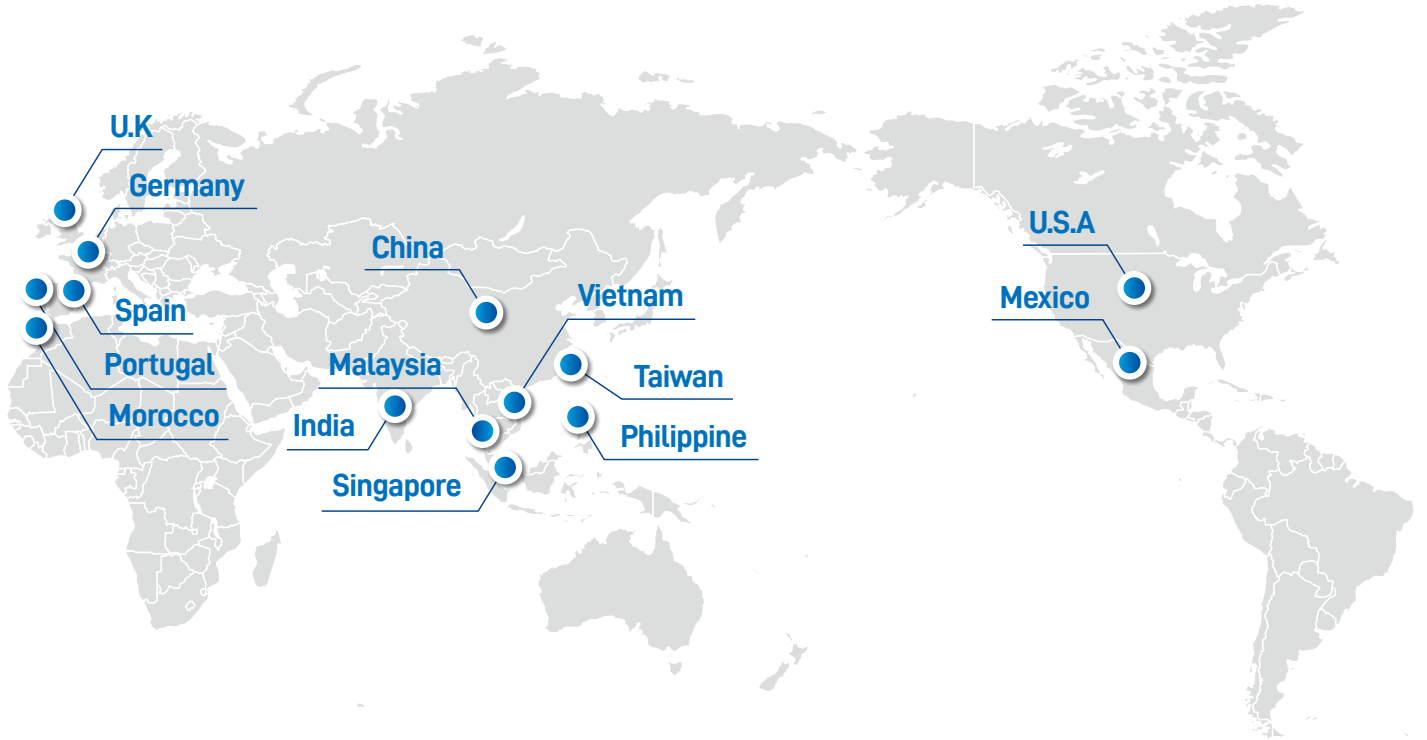 U.K
Germany
Spain
Portugal
Morocco
China
Vietnam
Malaysia
India
Singapore
Taiwan
Philippine
U.S.A
Mexico